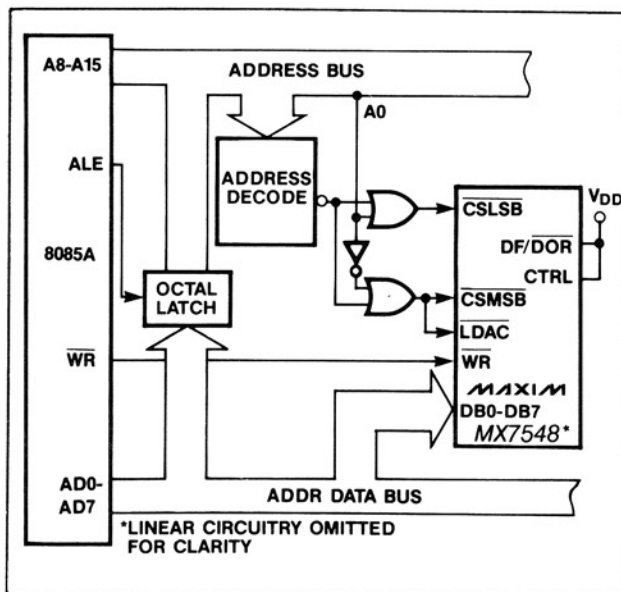 A8-A15
ADDRESS BUS
A0
ALE
ADDRESS
DECODE
CSLSB
VDD
DF/DOR
CTRL
8085A
OCTAL
LATCH
CSMSB
LDAC
WR
WR
MAXIM
DB0-DB7
MX7548*
AD0-
AD7
ADDR DATA BUS
*LINEAR CIRCUITRY OMITTED
FOR CLARITY